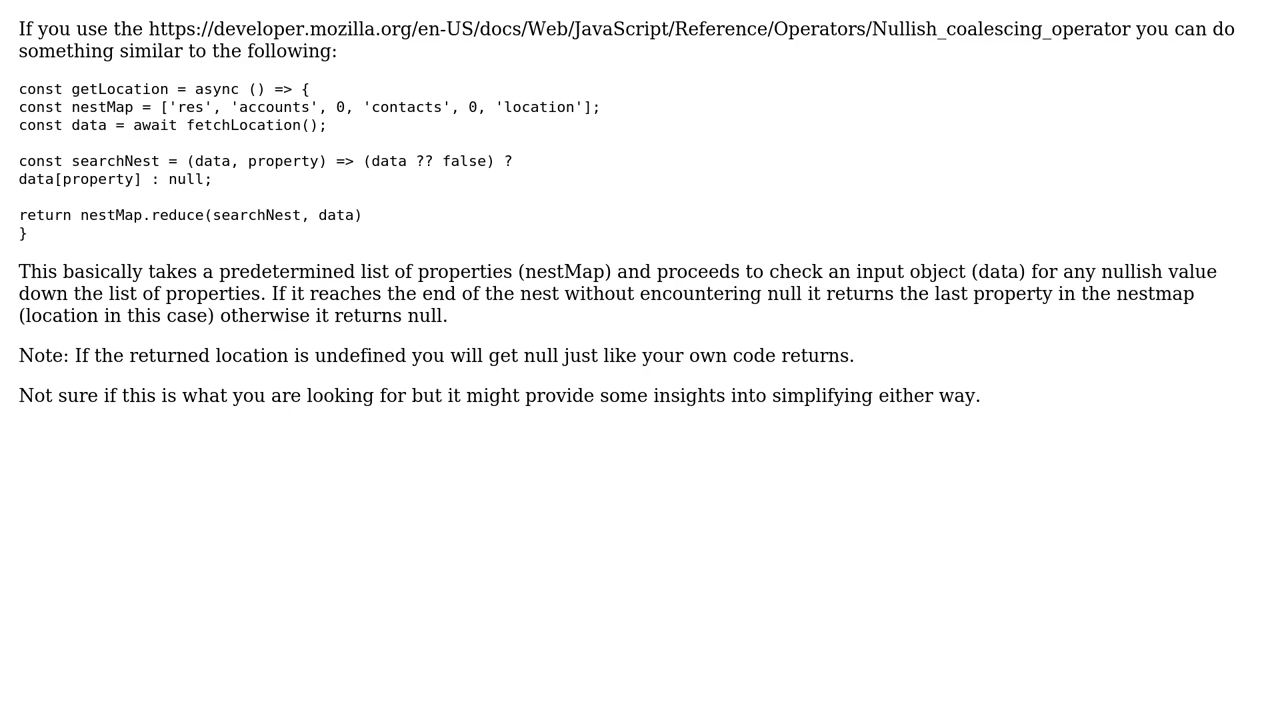 If you use the https://developer.mozilla.org/en-US/docs/Web/JavaScript/Reference/Operators/Nullish_coalescing_operator you can do
something similar to the following:
const getLocation = async () => {
const nestMap = ['res', 'accounts', 0, 'contacts', 0, 'location'];
const data = await fetchLocation();
const searchNest = (data, property) => (data ?? false) ?
data[property] : null;
return nestMap.reduce(searchNest, data)
}
This basically takes a predetermined list of properties (nestMap) and proceeds to check an input object (data) for any nullish value
down the list of properties. If it reaches the end of the nest without encountering null it returns the last property in the nestmap
(location in this case) otherwise it returns null.
Note: If the returned location is undefined you will get null just like your own code returns.
Not sure if this is what you are looking for but it might provide some insights into simplifying either way.